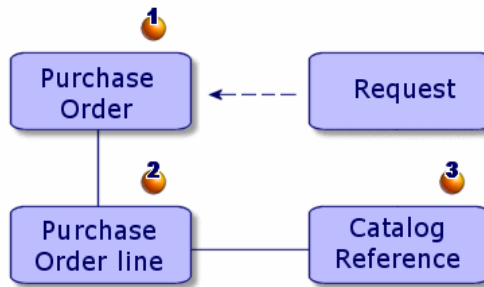 1
Purchase
Order
Request
2
3
Purchase
Order line
Catalog
Reference